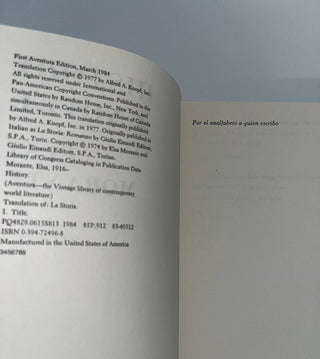 First Aventura Edition, March 1984
Translation Copyright © 1977 by Alfred A. Knopf, Inc.
All rights reserved under International and
Pan-American Copyright Conventions. Published in the
United States by Random House, Inc., New York, and
simultaneously in Canada by Random House of Canada
Limited, Toronto. This translation originally published
by Alfred A. Knopf, Inc. in 1977. Originally published in
Italian as La Storia: Romanzo by Giulio Einaudi Editore,
S.P.A., Turin. Copyright © 1974 by Elsa Morante and
Giulio Einaudi Editore, S.P.A., Torino.
Library of Congress Cataloging in Publication Data
Morante, Elsa, 1916–
History.
(Aventura—the Vintage library of contemporary
world literature)
Translation of: La Storia.
I. Title.
PQ4829.O615S813 1984 853'.912 83-40512
ISBN 0-394-72496-8
Manufactured in the United States of America
3456789
Por el analfabeto a quien escribo